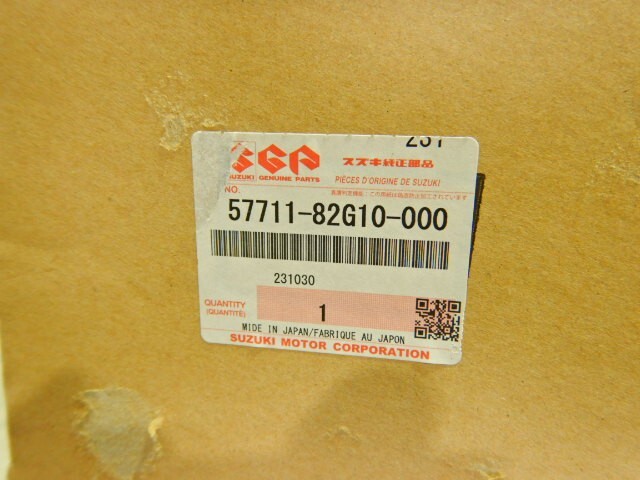 231
SGP スズキ純正部品
SUZUKI GENUINE PARTS PIÈCES D'ORIGINE DE SUZUKI
NO.
57711-82G10-000
231030
QUANTITY
(QUANTITÉ) 1
MIDE IN JAPAN/FABRIQUE AU JAPON
SUZUKI MOTOR CORPORATION